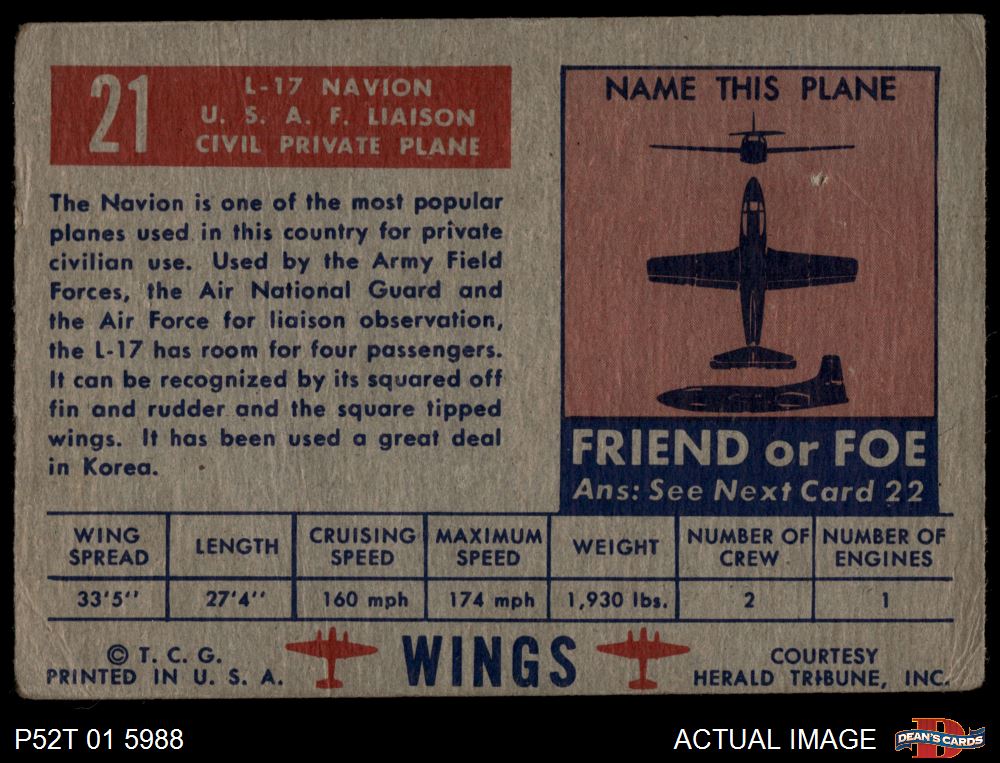 21
L-17 NAVION
U. S. A. F. LIAISON
CIVIL PRIVATE PLANE
The Navion is one of the most popular
planes used in this country for private
civilian use. Used by the Army Field
Forces, the Air National Guard and
the Air Force for liaison observation,
the L-17 has room for four passengers.
It can be recognized by its squared off
fin and rudder and the square tipped
wings. It has been used a great deal
in Korea.
NAME THIS PLANE
FRIEND or FOE
Ans: See Next Card 22
WING SPREAD
LENGTH
CRUISING SPEED
MAXIMUM SPEED
WEIGHT
NUMBER OF CREW
NUMBER OF ENGINES
33'5''
27'4''
160 mph
174 mph
1,930 lbs.
2
1
© T. C. G.
PRINTED IN U. S. A.
WINGS
COURTESY
HERALD TRIBUNE, INC.
P52T 01 5988
ACTUAL IMAGE
D
DEAN'S CARDS